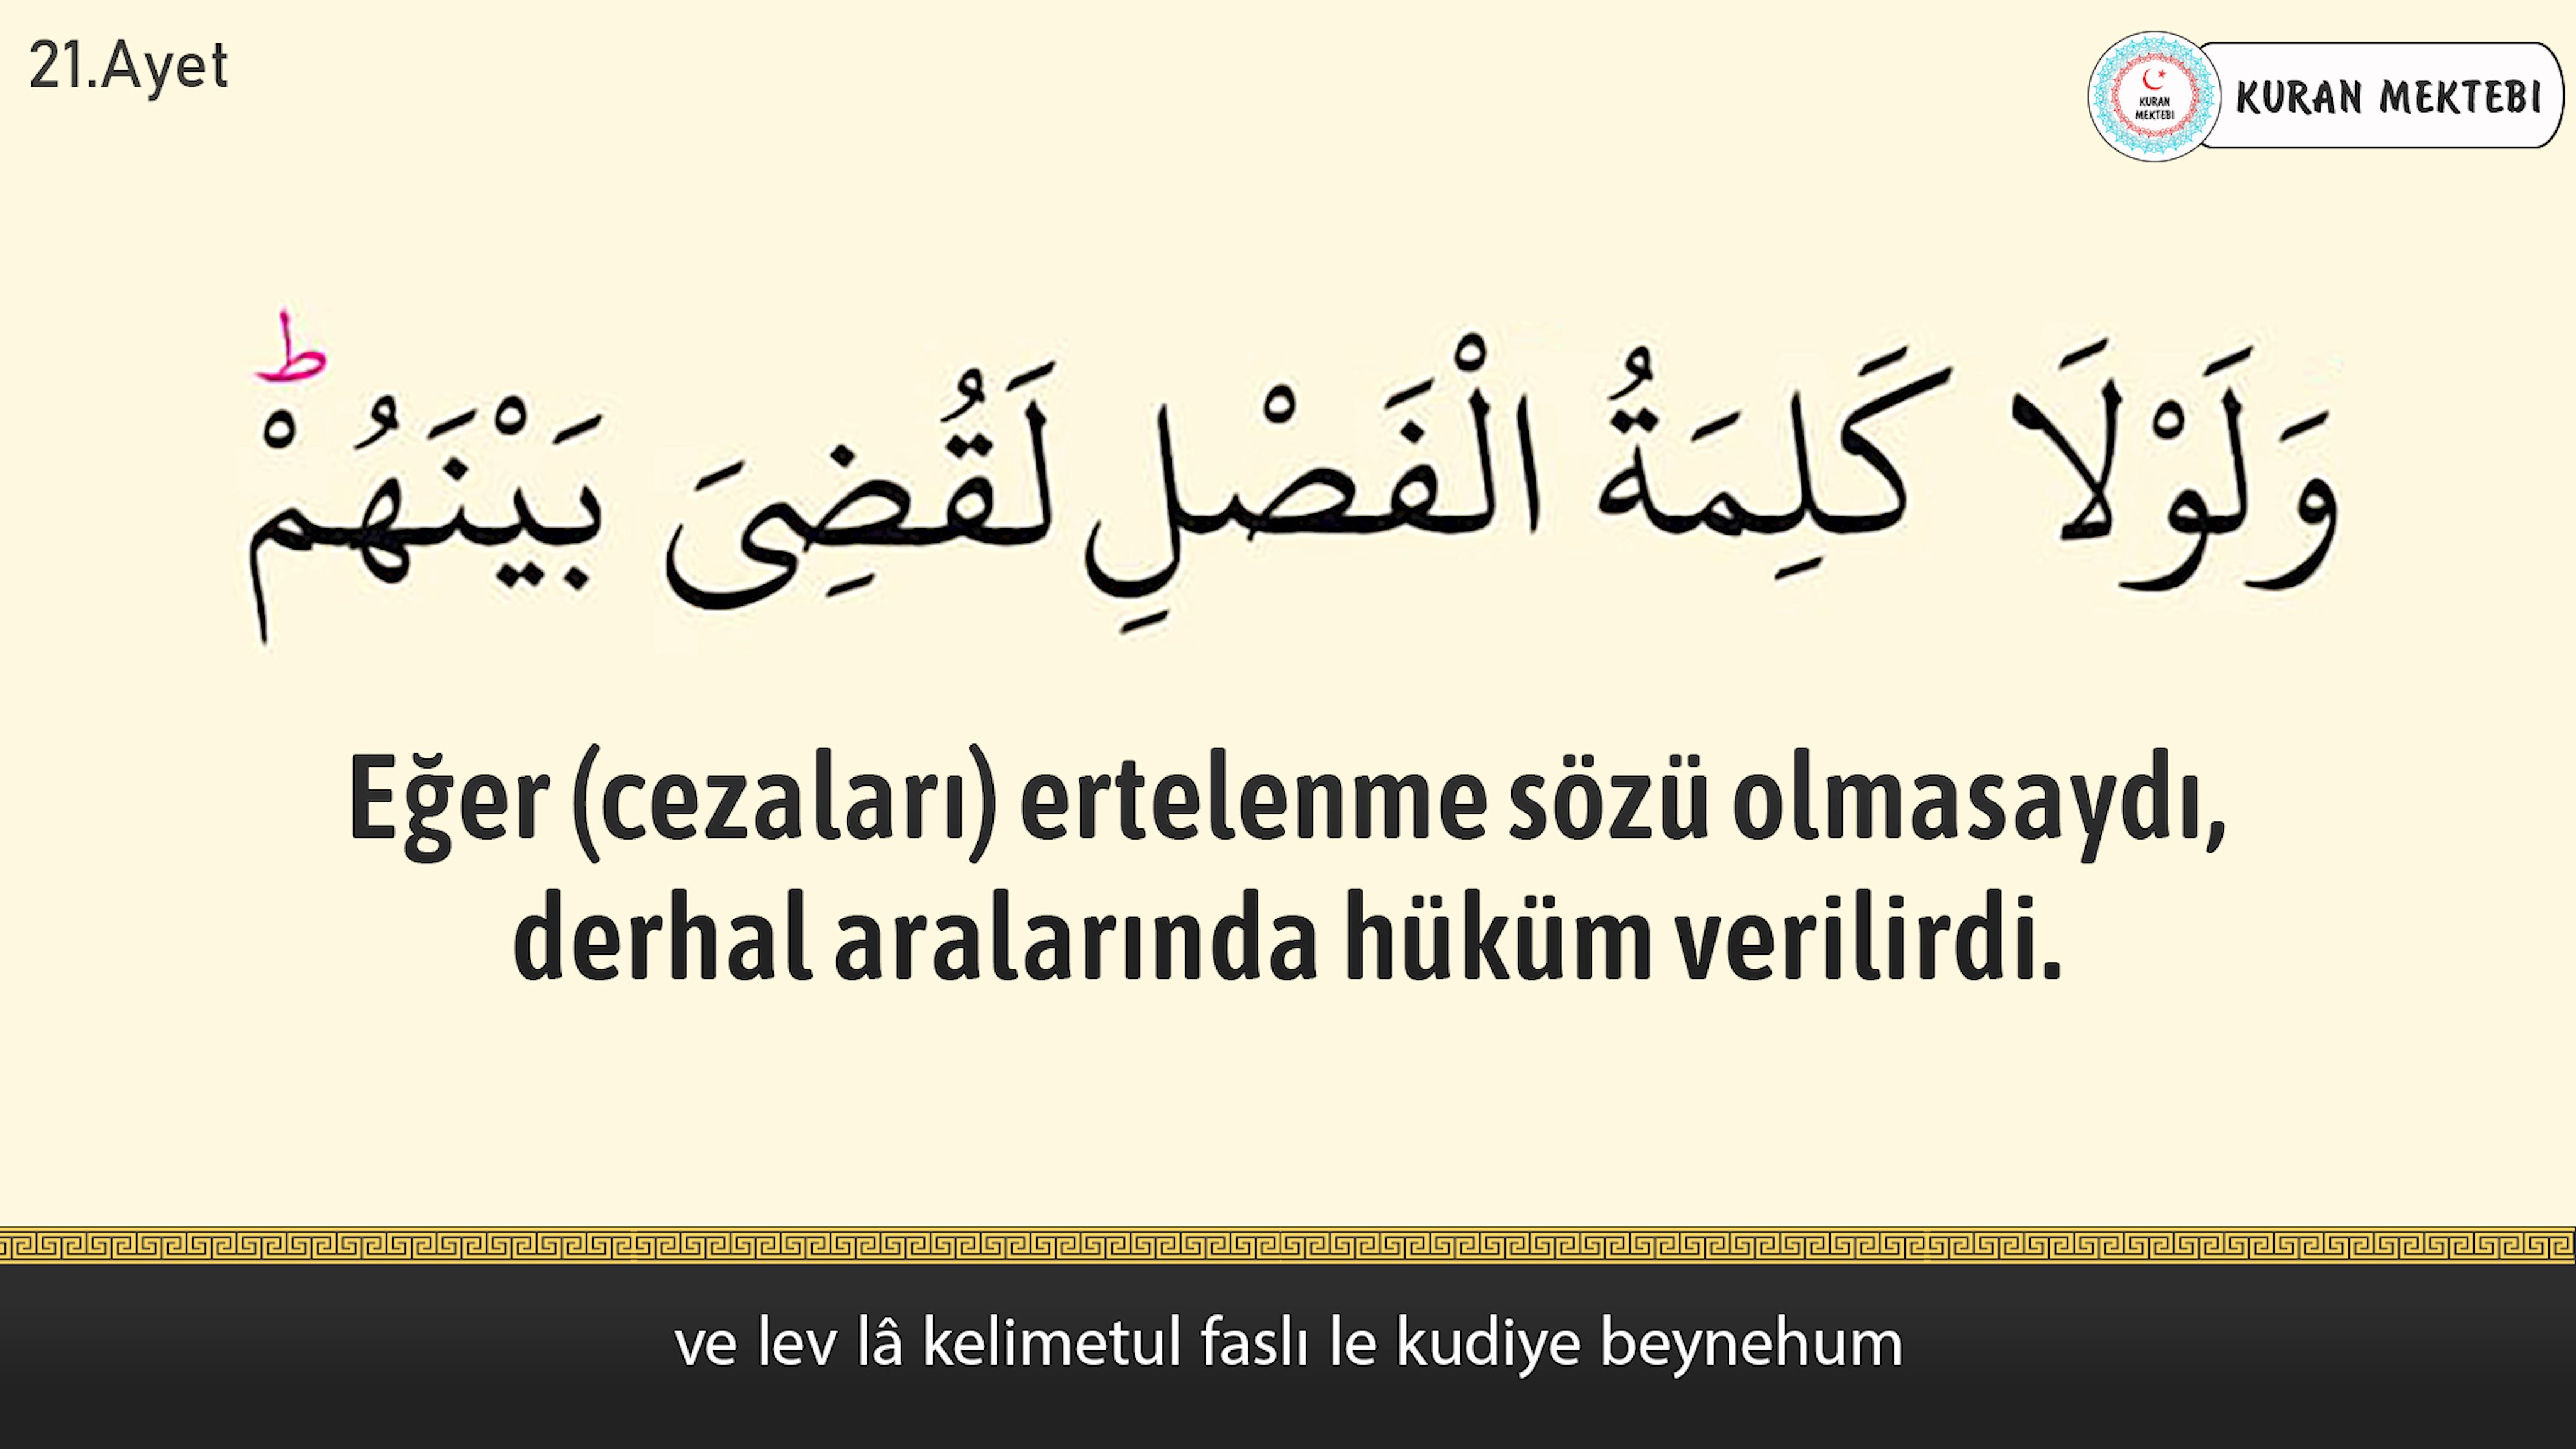 21.Ayet
KURAN
MEKTEBI
KURAN MEKTEBI
وَلَوْلَا كَلِمَةُ الْفَصْلِ لَقُضِىَ بَيْنَهُمْ ط
Eğer (cezaları) ertelenme sözü olmasaydı,
derhal aralarında hüküm verilirdi.
ve lev lâ kelimetul faslı le kudiye beynehum